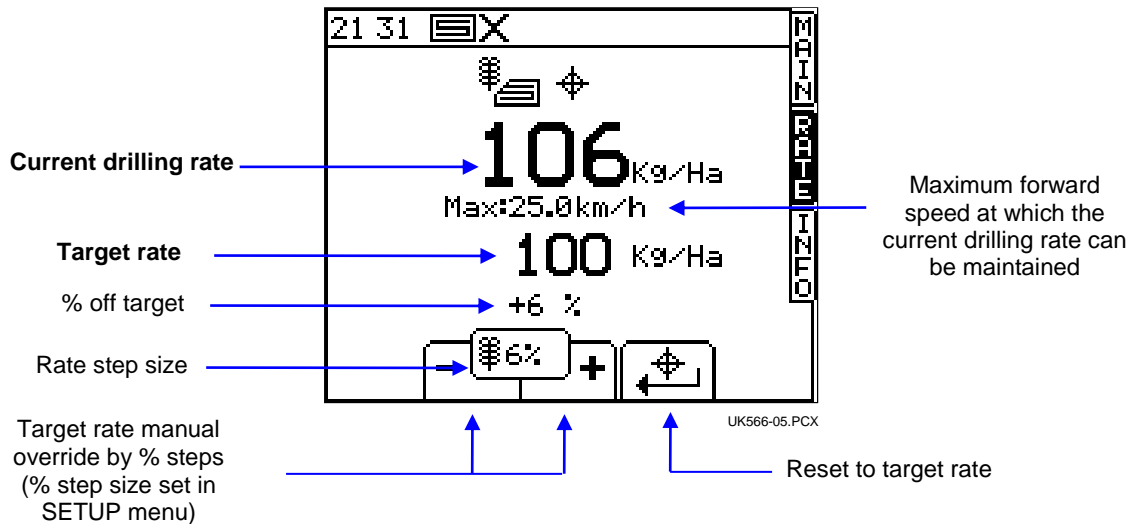 21 31
MAIN
RATE
INFO
106 Kg/Ha
Max:25.0km/h
100 Kg/Ha
+6 %
- 6% +
Current drilling rate
Target rate
% off target
Rate step size
Target rate manual
override by % steps
(% step size set in
SETUP menu)
Maximum forward
speed at which the
current drilling rate can
be maintained
UK566-05.PCX
Reset to target rate